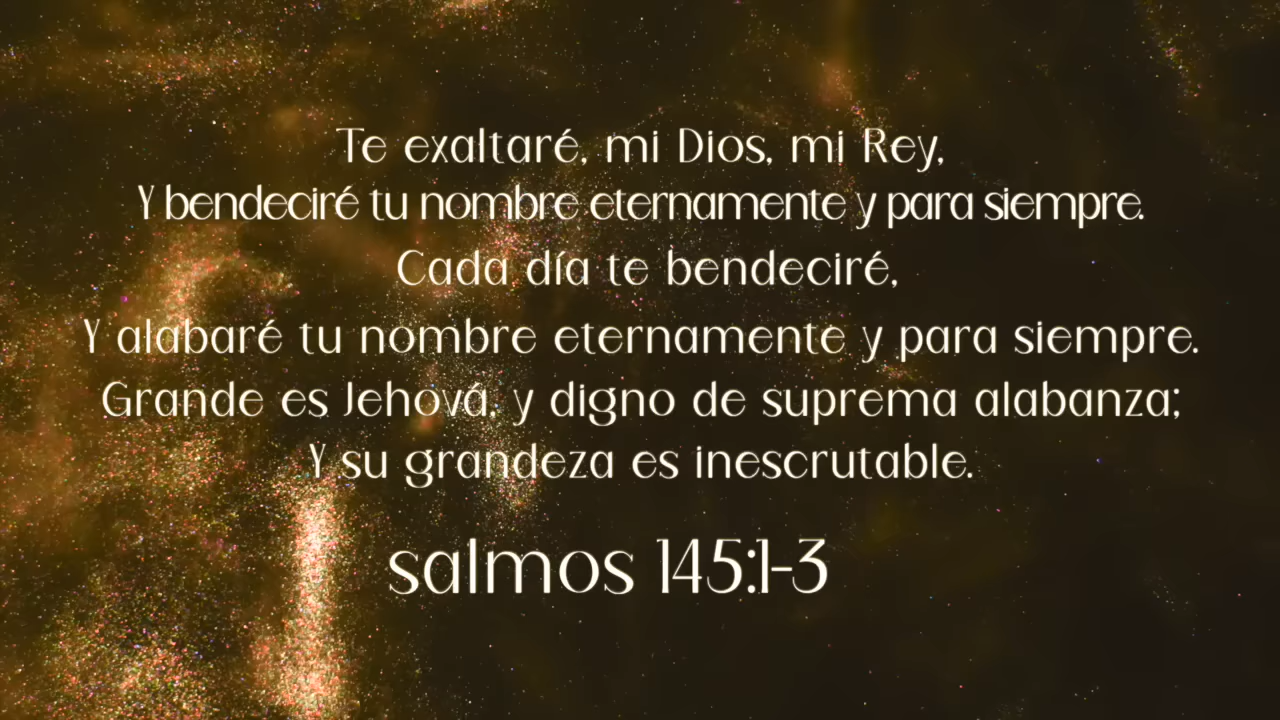 Te exaltaré, mi Dios, mi Rey,
Y bendeciré tu nombre eternamente y para siempre.
Cada día te bendeciré,
Y alabaré tu nombre eternamente y para siempre.
Grande es Jehová, y digno de suprema alabanza;
Y su grandeza es inescrutable.
salmos 145:1-3